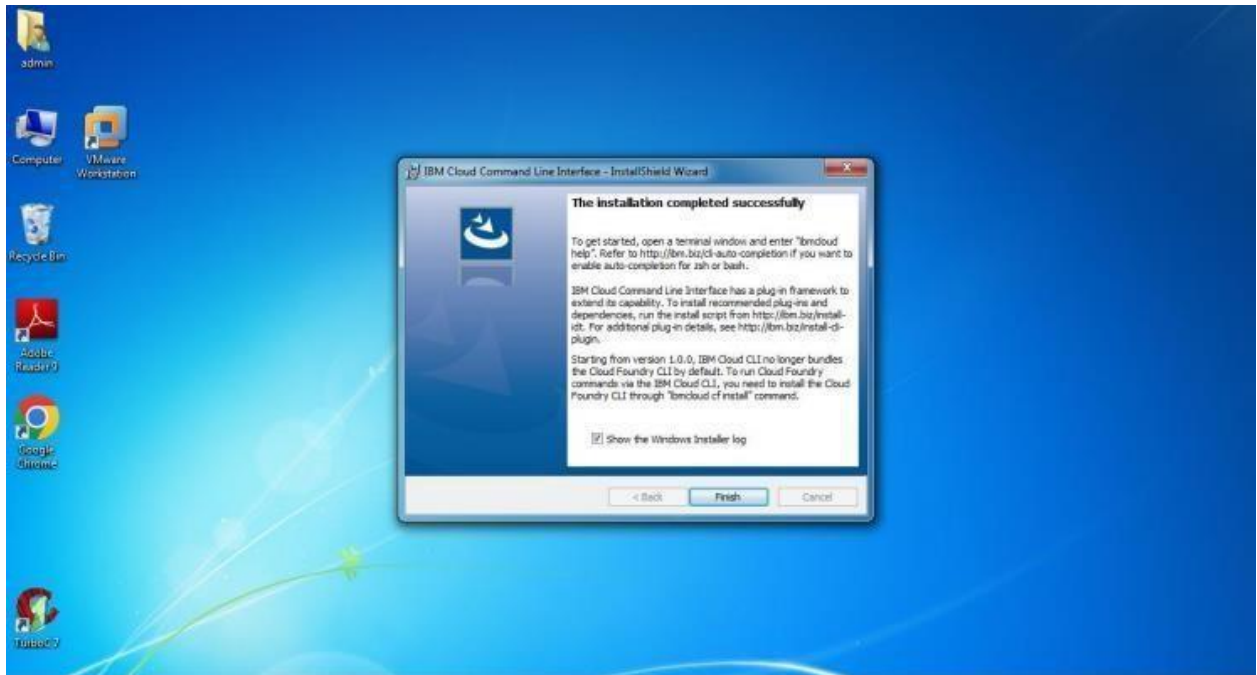 admin
Computer
VMware
Workstation
Recycle Bin
Adobe
Reader 9
Google
Chrome
TurboC 7
IBM Cloud Command Line Interface - InstallShield Wizard
The installation completed successfully
To get started, open a terminal window and enter "ibmcloud
help". Refer to http://ibm.biz/cli-auto-completion if you want to
enable auto-completion for zsh or bash.
IBM Cloud Command Line Interface has a plug-in framework to
extend its capability. To install recommended plug-ins and
dependencies, run the install script from http://ibm.biz/install-
idt. For additional plug-in details, see http://ibm.biz/install-cli-
plugin.
Starting from version 1.0.0, IBM Cloud CLI no longer bundles
the Cloud Foundry CLI by default. To run Cloud Foundry
commands via the IBM Cloud CLI, you need to install the Cloud
Foundry CLI through "ibmcloud cf install" command.
Show the Windows Installer log
< Back
Finish
Cancel